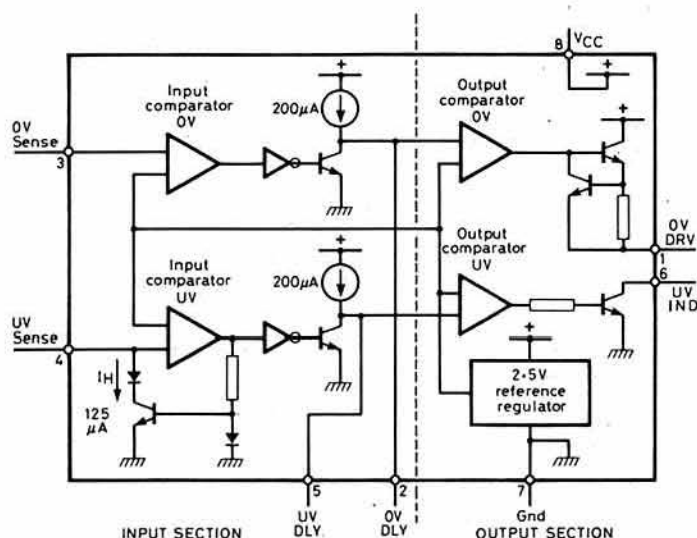 8
VCC
+
+
Input
comparator
OV
200μA
Output
comparator
OV
+
OV
Sense
3
+
Input
comparator
UV
200μA
Output
comparator
UV
OV
DRV
1
6
UV
IND
UV
Sense
4
IH
125
μA
+
2·5V
reference
regulator
5
2
7
UV
DLY
OV
DLY
Gnd
INPUT SECTION
OUTPUT SECTION